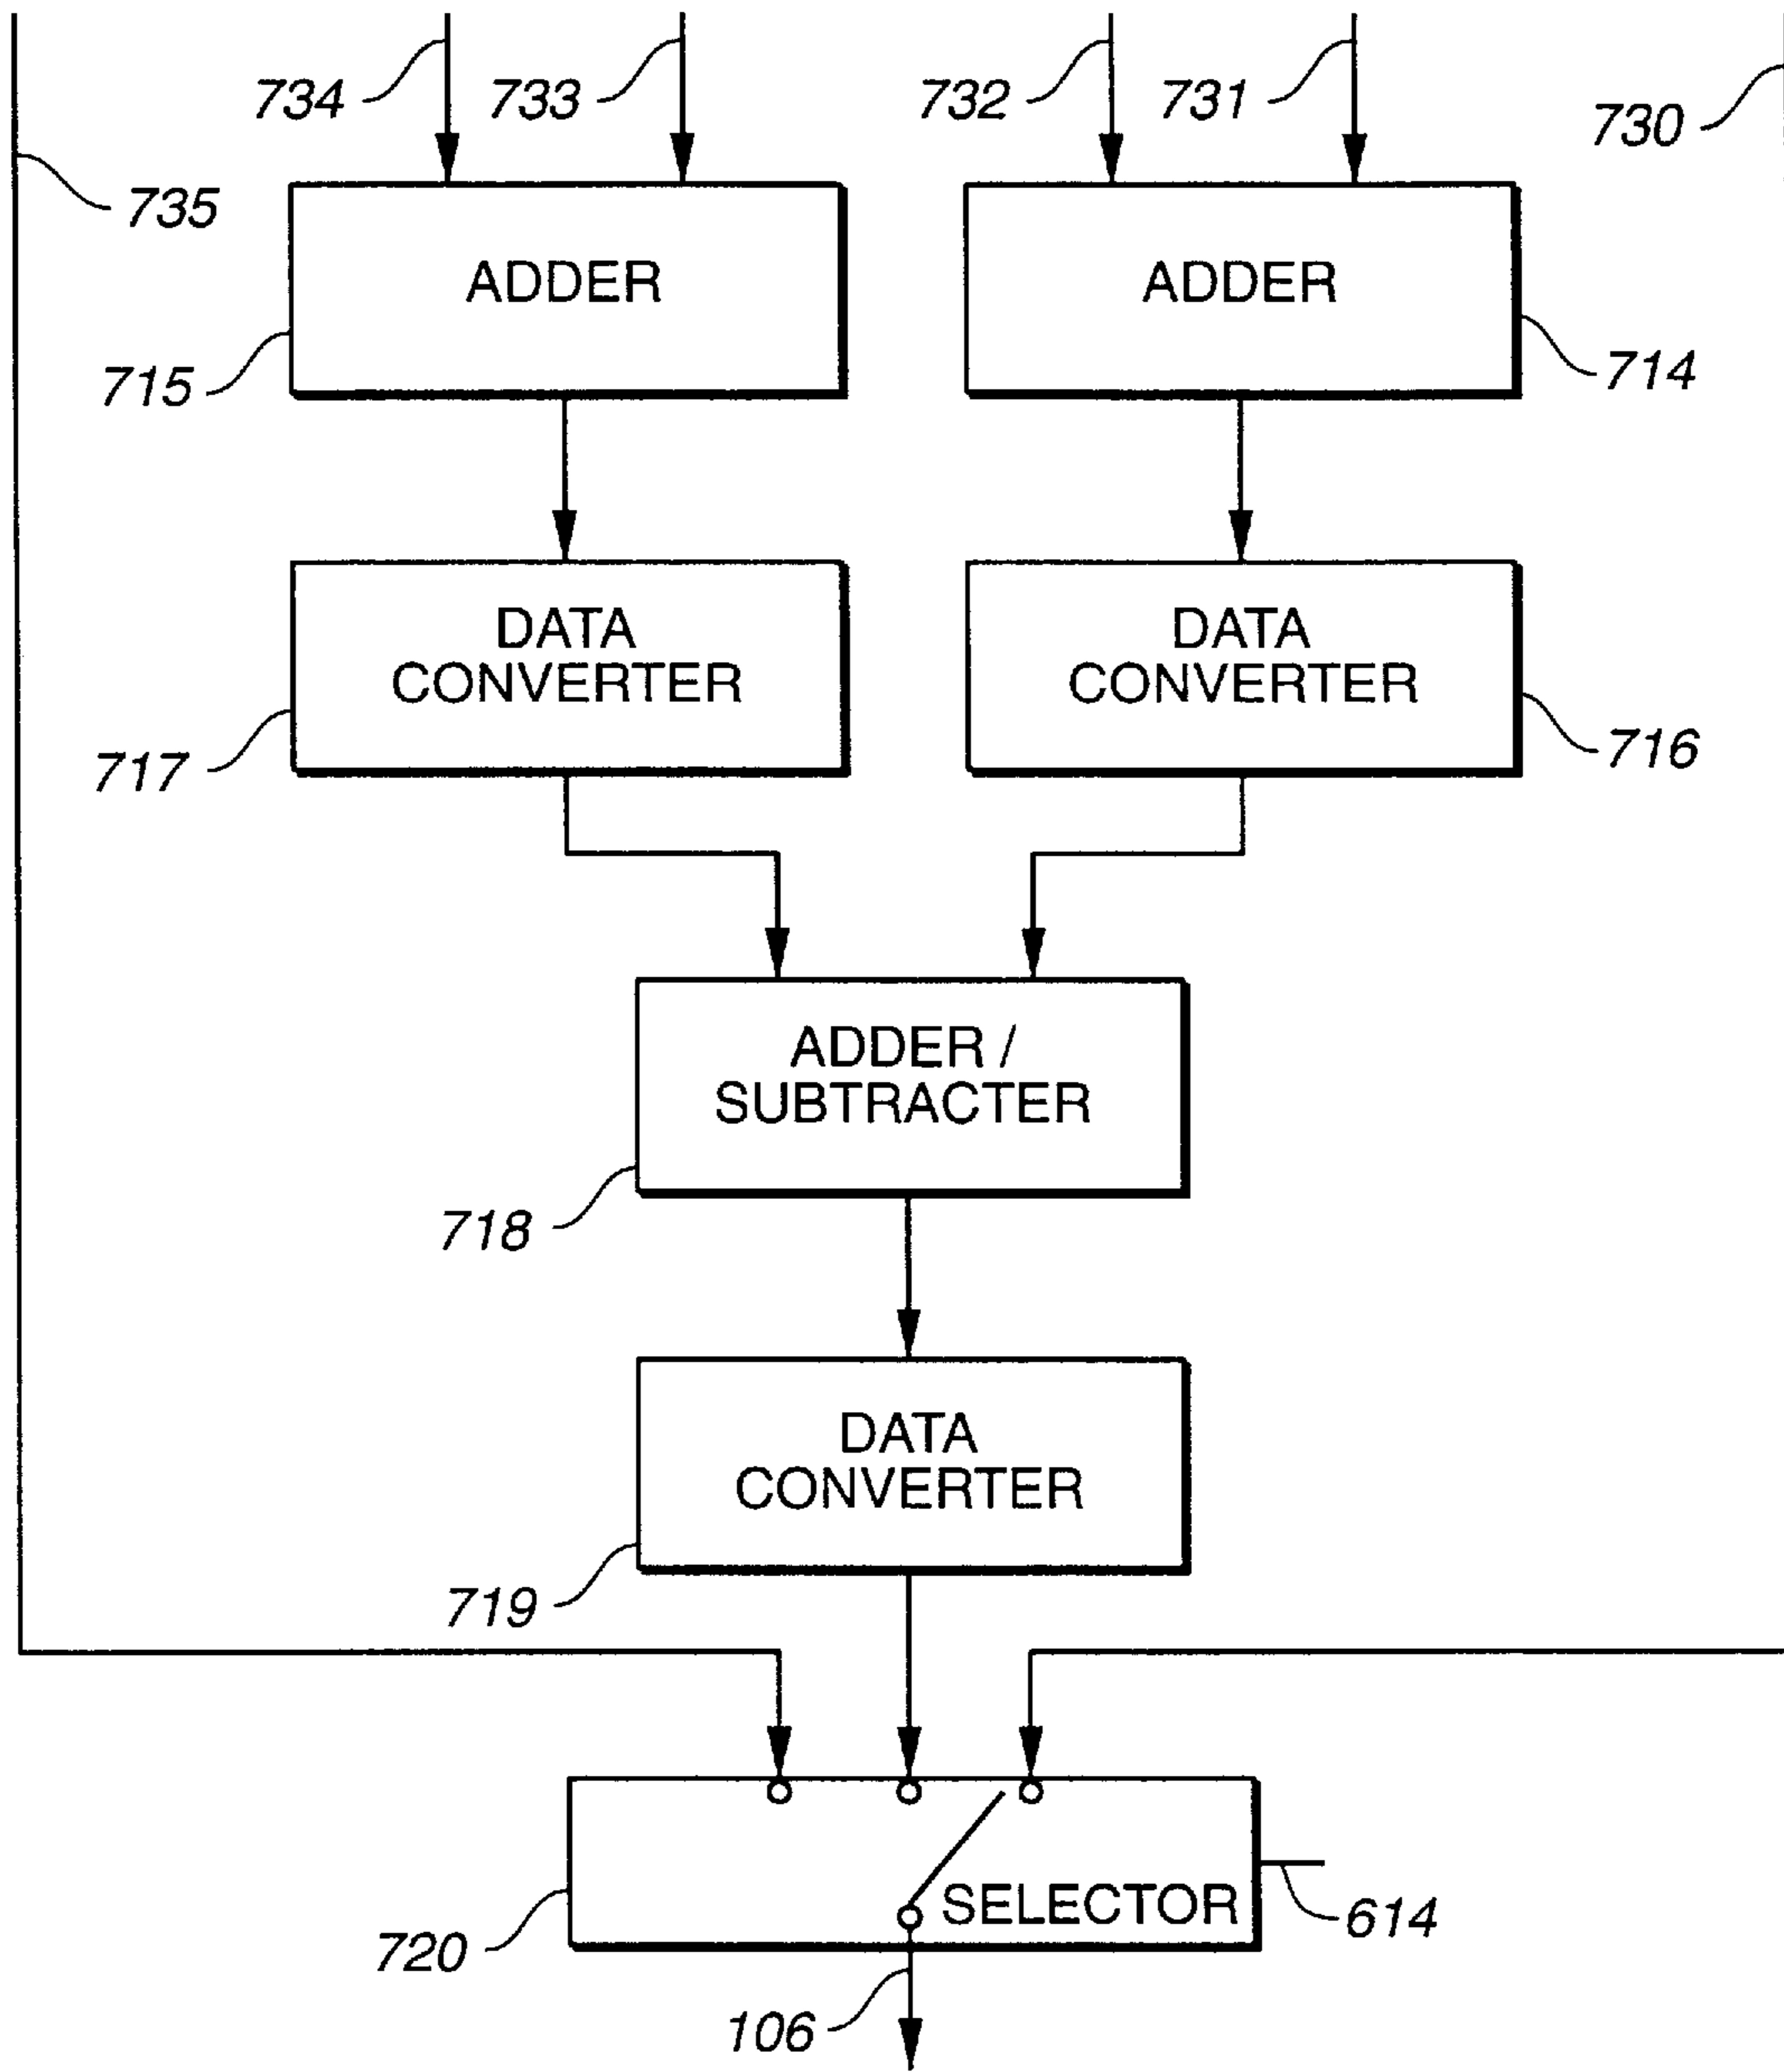 734
733
732
731
730
735
ADDER
ADDER
715
714
DATA
CONVERTER
DATA
CONVERTER
717
716
ADDER /
SUBTRACTER
718
DATA
CONVERTER
719
SELECTOR
720
614
106